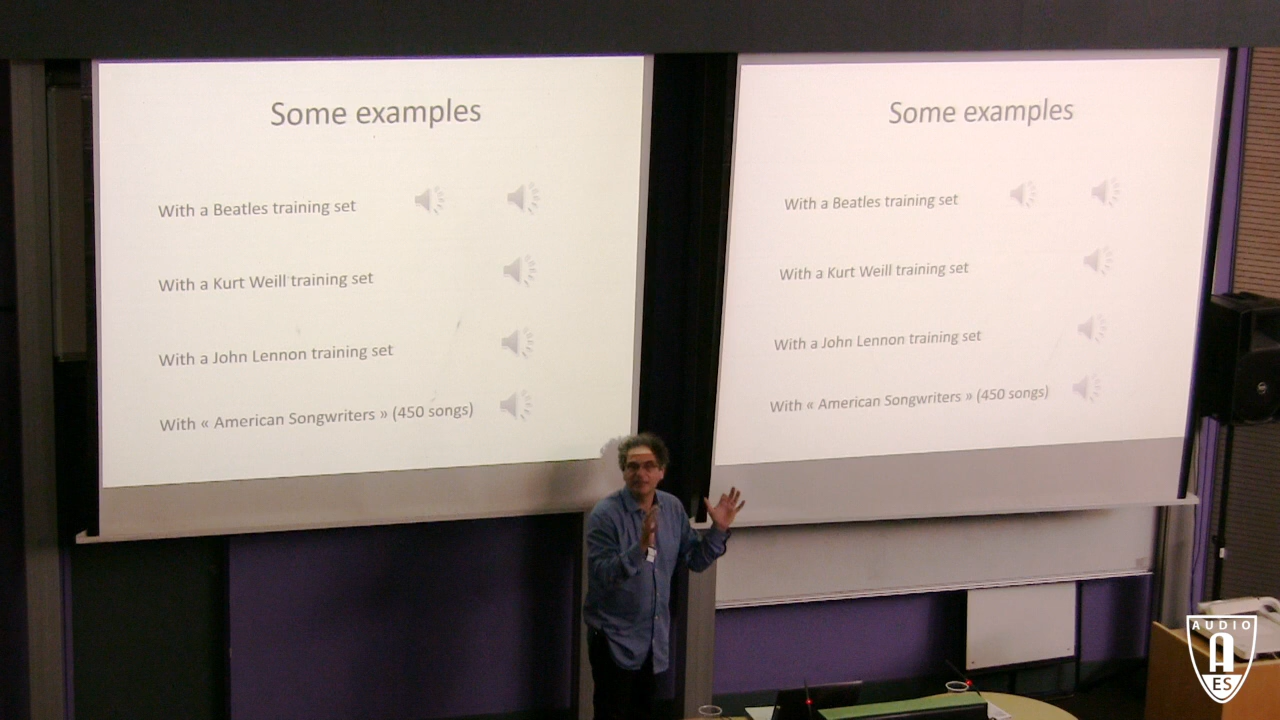 Some examples
With a Beatles training set
With a Kurt Weill training set
With a John Lennon training set
With « American Songwriters » (450 songs)
Some examples
With a Beatles training set
With a Kurt Weill training set
With a John Lennon training set
With « American Songwriters » (450 songs)
AUDIO
A
ES